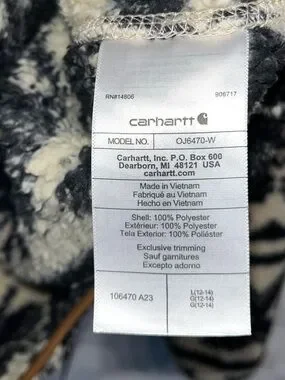 RN#14806 906717
carhartt
MODEL NO. OJ6470-W
Carhartt, Inc. P.O. Box 600
Dearborn, MI 48121 USA
carhartt.com
Made in Vietnam
Fabriqué au Vietnam
Hecho en Vietnam
Shell: 100% Polyester
Extérieur: 100% Polyester
Tela Exterior: 100% Poliéster
Exclusive trimming
Sauf garnitures
Excepto adorno
106470 A23
L(12-14)
G(12-14)
G(12-14)